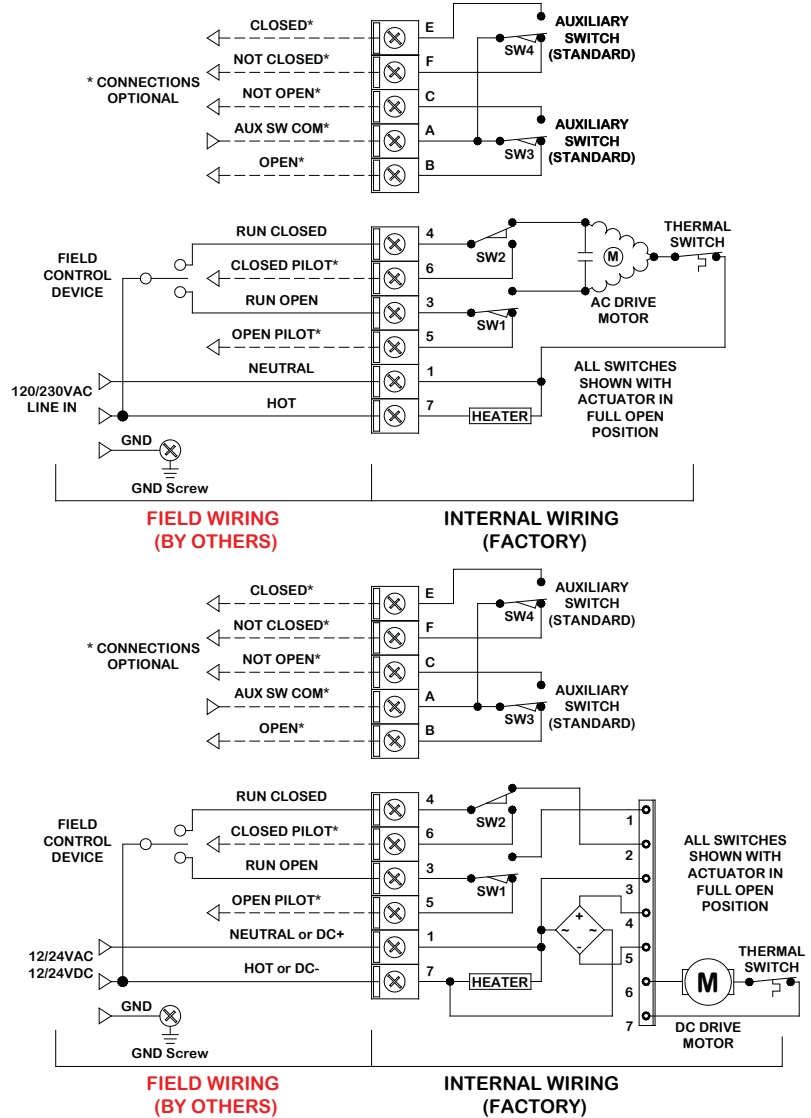 CLOSED*
NOT CLOSED*
* CONNECTIONS
OPTIONAL
NOT OPEN*
AUX SW COM*
OPEN*
E
F
C
A
B
SW4
AUXILIARY
SWITCH
(STANDARD)
SW3
AUXILIARY
SWITCH
(STANDARD)
RUN CLOSED
FIELD
CONTROL
DEVICE
CLOSED PILOT*
RUN OPEN
OPEN PILOT*
NEUTRAL
120/230VAC
LINE IN
HOT
GND
GND Screw
4
6
3
5
1
7
SW2
SW1
HEATER
M
AC DRIVE
MOTOR
THERMAL
SWITCH
ALL SWITCHES
SHOWN WITH
ACTUATOR IN
FULL OPEN
POSITION
FIELD WIRING
(BY OTHERS)
INTERNAL WIRING
(FACTORY)
CLOSED*
NOT CLOSED*
* CONNECTIONS
OPTIONAL
NOT OPEN*
AUX SW COM*
OPEN*
E
F
C
A
B
SW4
AUXILIARY
SWITCH
(STANDARD)
SW3
AUXILIARY
SWITCH
(STANDARD)
RUN CLOSED
FIELD
CONTROL
DEVICE
CLOSED PILOT*
RUN OPEN
OPEN PILOT*
NEUTRAL or DC+
12/24VAC
12/24VDC
HOT or DC-
GND
GND Screw
4
6
3
5
1
7
SW2
SW1
HEATER
+
~ ~
-
1
2
3
4
5
6
7
ALL SWITCHES
SHOWN WITH
ACTUATOR IN
FULL OPEN
POSITION
M
THERMAL
SWITCH
DC DRIVE
MOTOR
FIELD WIRING
(BY OTHERS)
INTERNAL WIRING
(FACTORY)